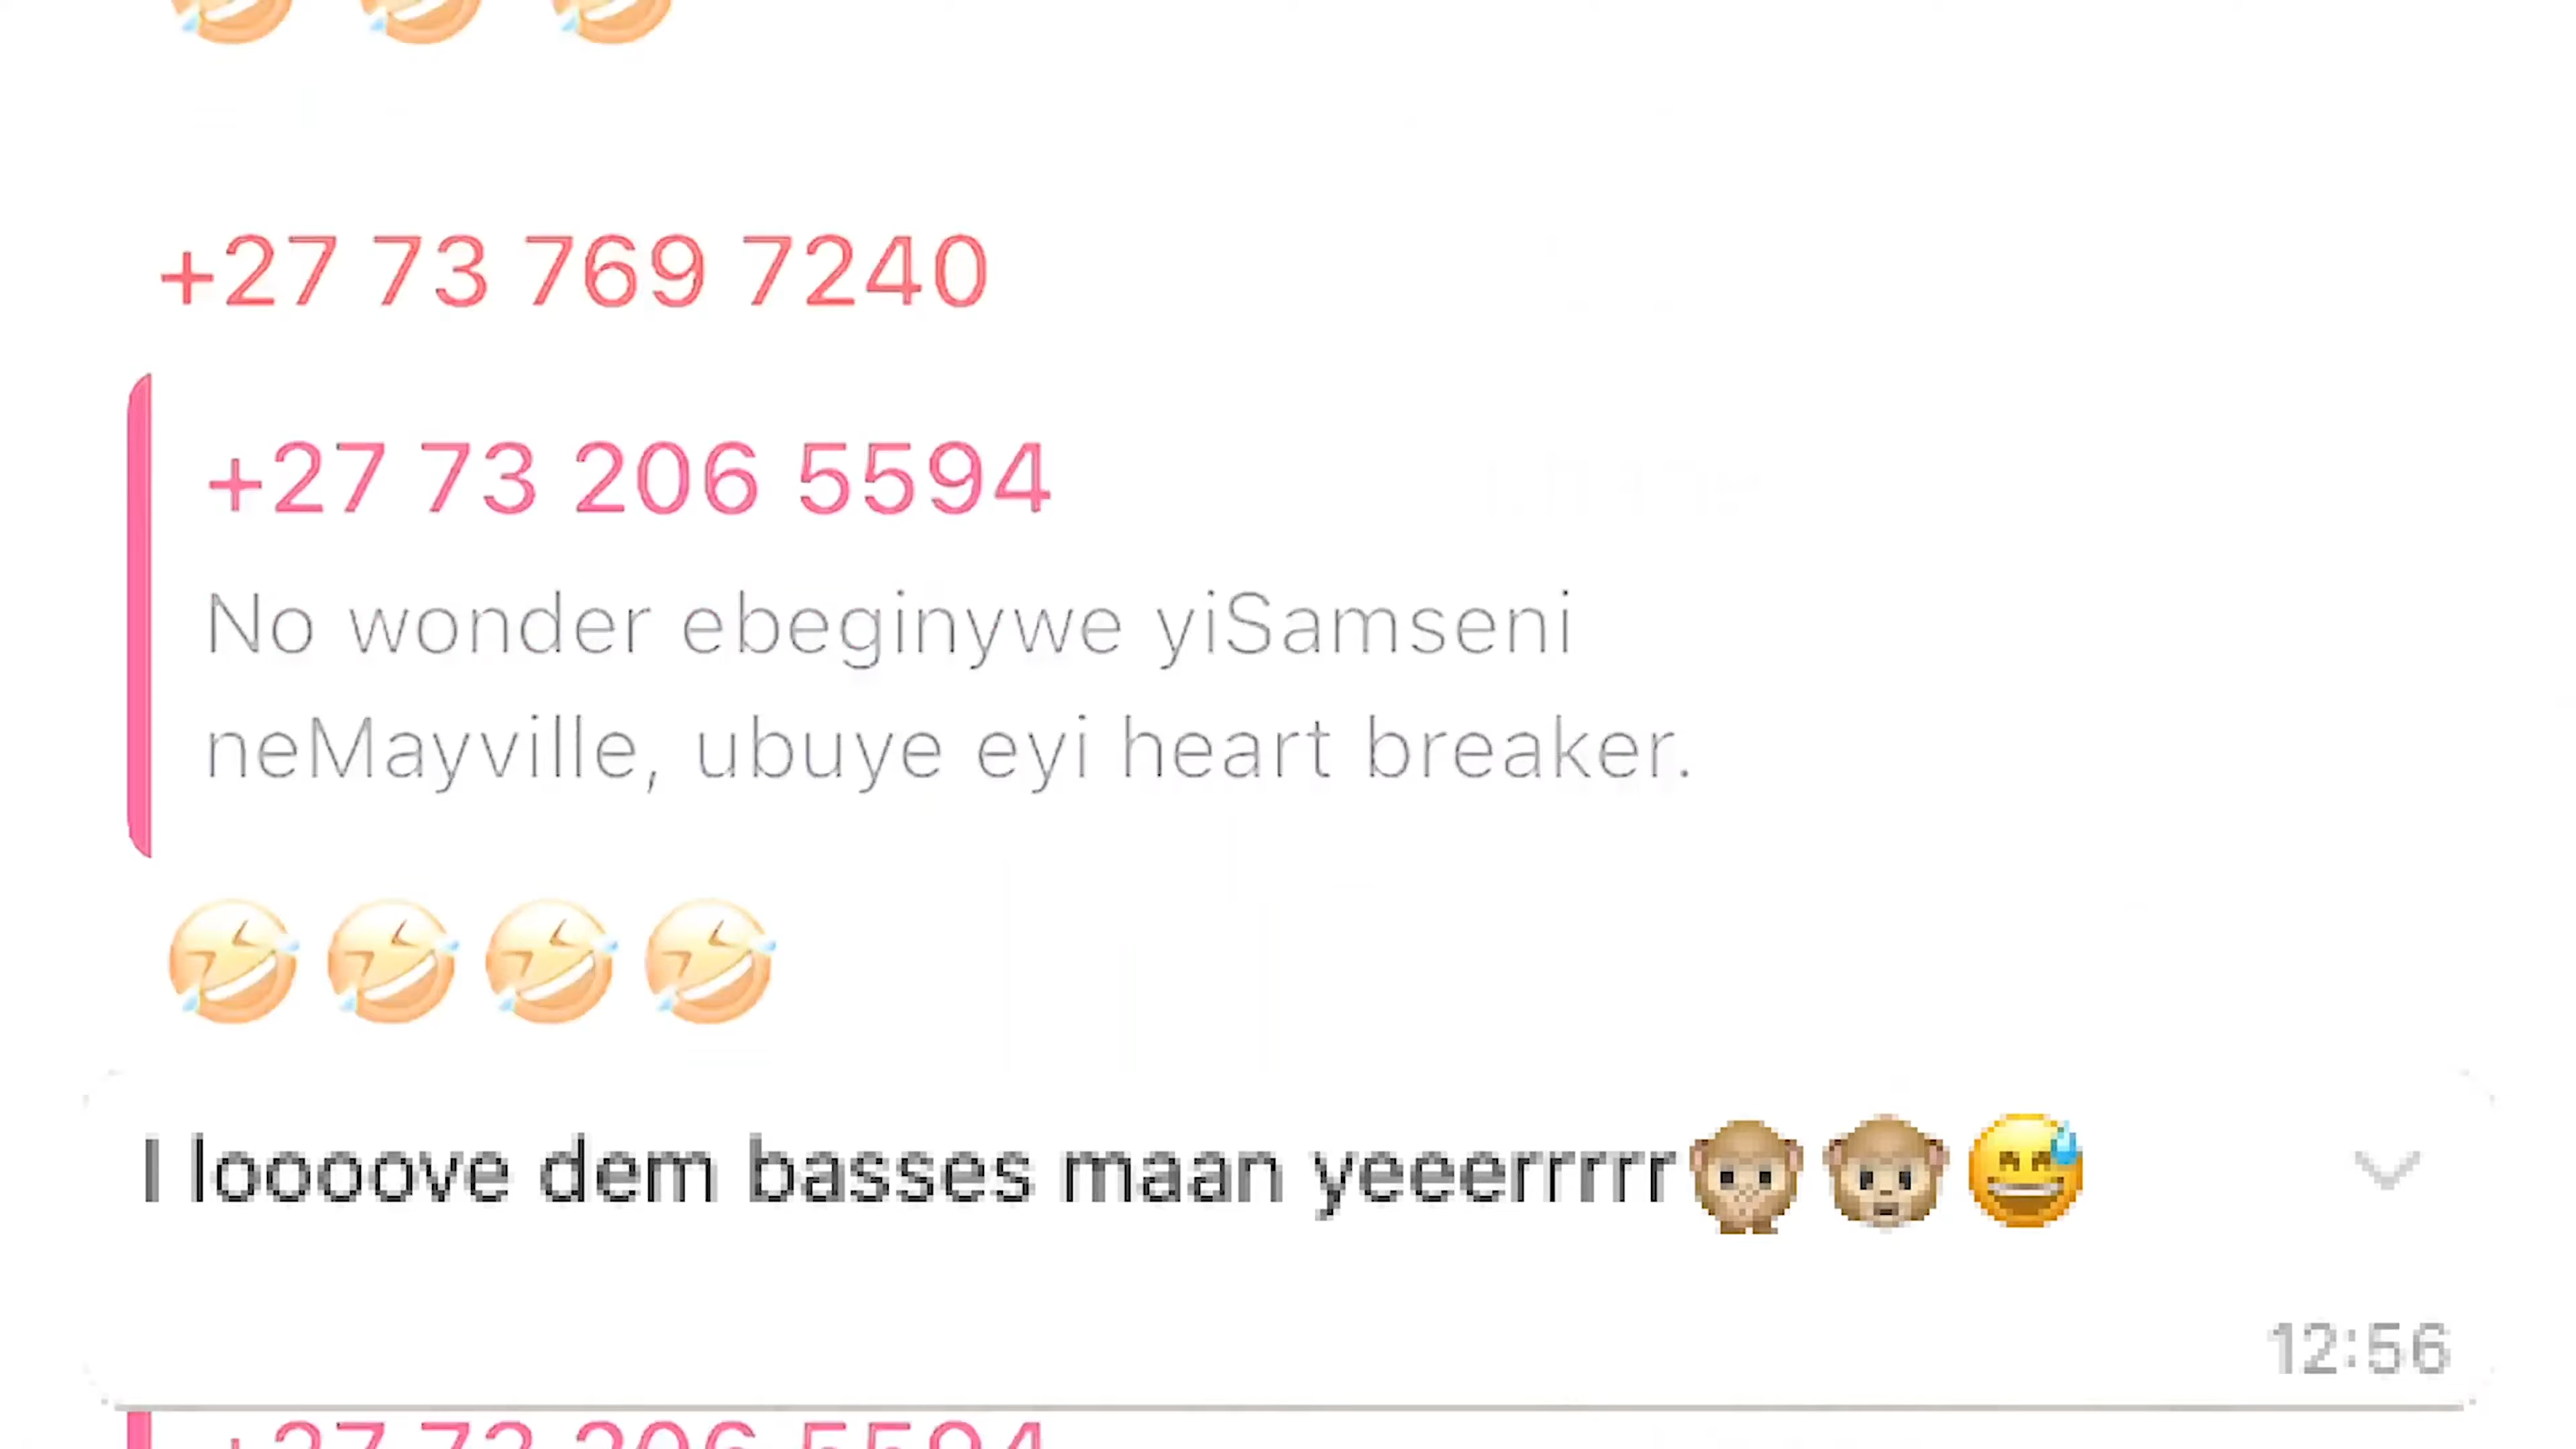 🤣🤣🤣
+27 73 769 7240
+27 73 206 5594
No wonder ebeginywe yiSamseni
neMayville, ubuye eyi heart breaker.
🤣🤣🤣🤣
I loooove dem basses maan yeeerrrrr🙊🐵😅
12:56
+27 73 206 5594